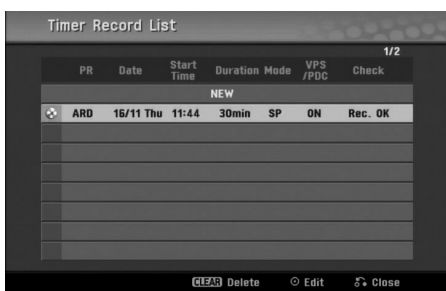 Timer Record List
1/2
PR Date Start Time Duration Mode VPS /PDC Check
NEW
ARD 16/11 Thu 11:44 30min SP ON Rec. OK
CLEAR Delete Edit Close